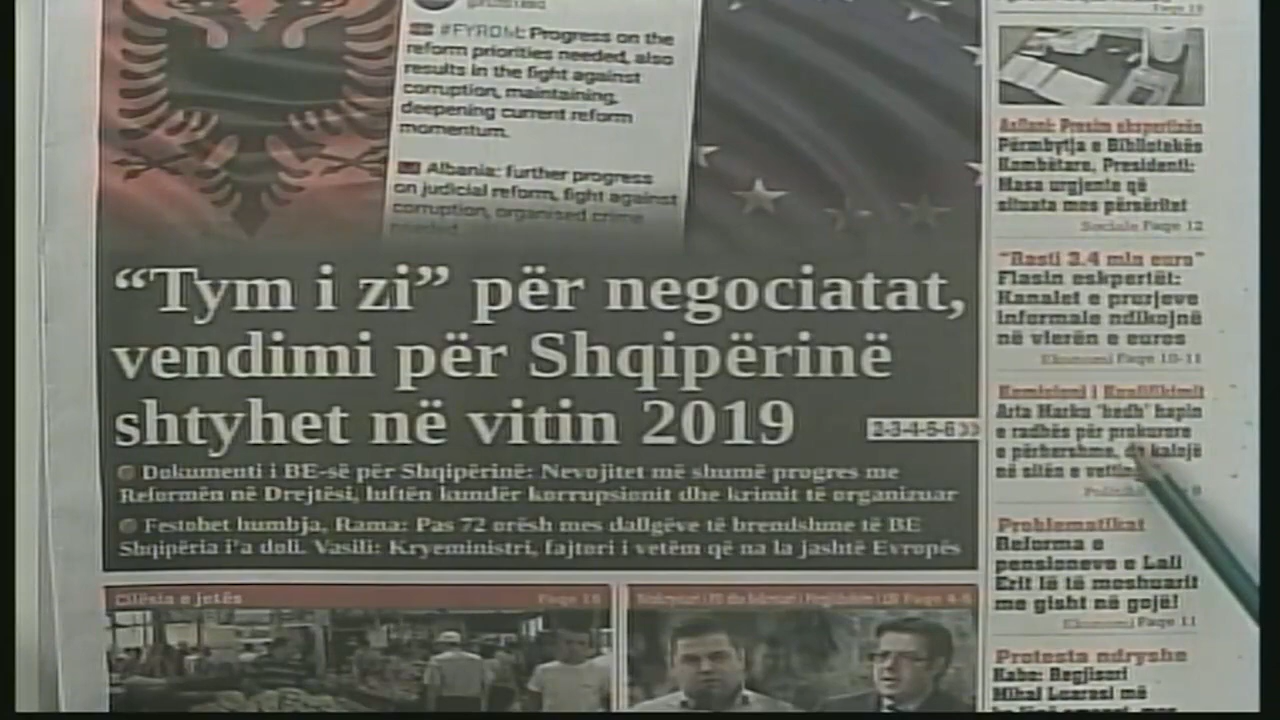 #FYROM: Progress on the
reform priorities needed, also
results in the fight against
corruption, maintaining,
deepening current reform
momentum.
Albania: further progress
on judicial reform, fight against
corruption, organised crime
needed
“Tym i zi” për negociatat,
vendimi për Shqipërinë
shtyhet në vitin 2019
2-3-4-5-6
Dokumenti i BE-së për Shqipërinë: Nevojitet më shumë progres me
Reformën në Drejtësi, luftën kundër korrupsionit dhe krimit të organizuar
Festohet humbja, Rama: Pas 72 orësh mes dallgëve të brendshme të BE
Shqipëria i’a doli. Vasili: Kryeministri, fajtori i vetëm që na la jashtë Evropës
Cilësia e jetës
Faqe 4-5
Përmbytja e Bibliotekës
Kombëtare, Presidenti:
Masa urgjente që
situata mos përsëritet
Sociale Faqe 12
“Rasti 3.4 mln euro”
Flasin eskpertët:
Kanalet e prurjeve
informale ndikojnë
në vlerën e euros
Ekonomi Faqe 10-11
Komisioni i Kualifikimit
Arta Marku ‘hedh’ hapin
e radhës për prokurore
e përhershme, kalojë
në sitën e
Problematikat
Reforma e
pensioneve e Lali
Erit lë të moshuarit
me gisht në gojë!
Ekonomi Faqe 11
Protesta ndryshe
Kabo: Regjisori
Mihal Luarasi më